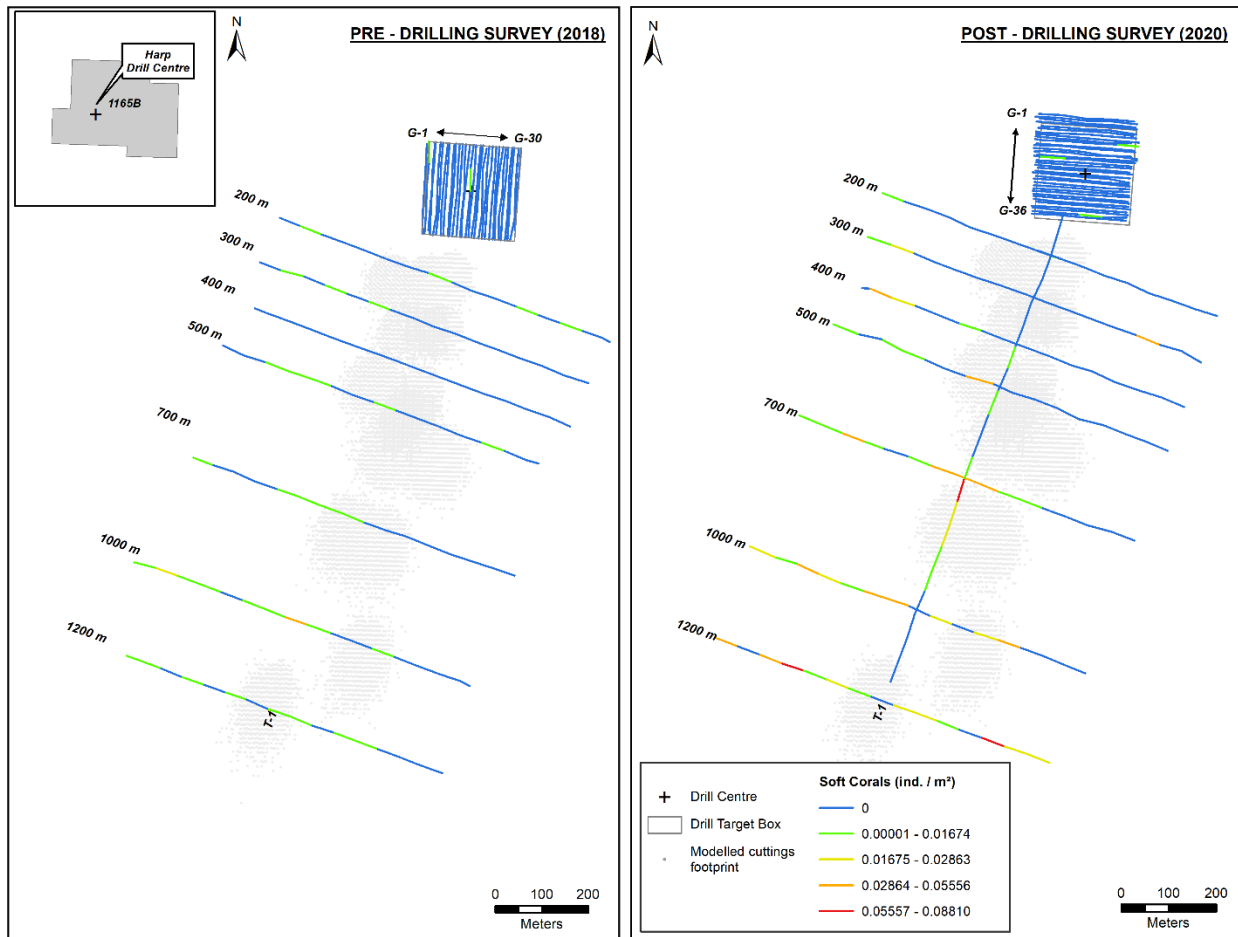 Harp
Drill Centre
1165B
N
PRE - DRILLING SURVEY (2018)
G-1
G-30
200 m
300 m
400 m
500 m
700 m
1000 m
1200 m
T-1
0 100 200
Meters
N
POST - DRILLING SURVEY (2020)
G-1
G-36
200 m
300 m
400 m
500 m
700 m
1000 m
1200 m
T-1
Drill Centre
Drill Target Box
Modelled cuttings
footprint
Soft Corals (ind. / m²)
0
0.00001 - 0.01674
0.01675 - 0.02863
0.02864 - 0.05556
0.05557 - 0.08810
0 100 200
Meters